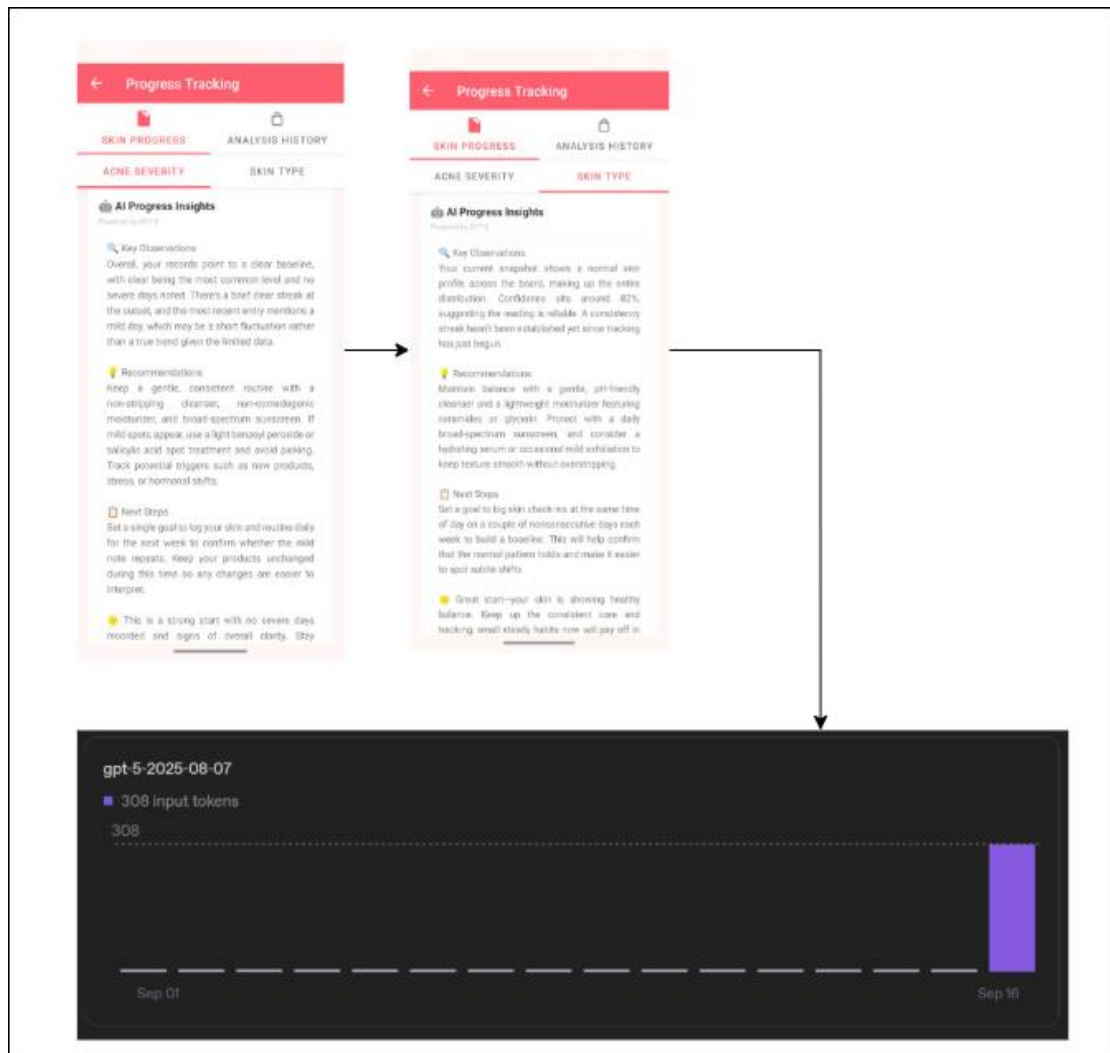 Progress Tracking
SKIN PROGRESS
ANALYSIS HISTORY
ACNE SEVERITY
SKIN TYPE
AI Progress Insights
Powered by GPT-5
Key Observations
Overall, your records point to a clear baseline,
with clear being the most common level and no
severe days noted. There's a brief clear streak at
the outset, and the most recent entry mentions a
mild day, which may be a short fluctuation rather
than a true trend given the limited data.
Recommendations
Keep a gentle, consistent routine with a
non-stripping cleanser, non-comedogenic
moisturizer, and broad-spectrum sunscreen. If
mild spots appear, use a light benzoyl peroxide or
salicylic acid spot treatment and avoid picking.
Track potential triggers such as new products,
stress, or hormonal shifts.
Next Steps
Set a single goal to log your skin and routine daily
for the next week to confirm whether the mild
note repeats. Keep your products unchanged
during this time so any changes are easier to
interpret.
This is a strong start with no severe days
recorded and signs of overall clarity. Stay
Progress Tracking
SKIN PROGRESS
ANALYSIS HISTORY
ACNE SEVERITY
SKIN TYPE
AI Progress Insights
Powered by GPT-5
Key Observations
Your current snapshot shows a normal skin
profile across the board, making up the entire
distribution. Confidence sits around 82%,
suggesting the reading is reliable. A consistency
streak hasn't been established yet since tracking
has just begun.
Recommendations
Maintain balance with a gentle, pH-friendly
cleanser and a lightweight moisturizer featuring
ceramides or glycerin. Protect with a daily
broad-spectrum sunscreen, and consider a
hydrating serum or occasional mild exfoliation to
keep texture smooth without overstripping.
Next Steps
Set a goal to log skin check-ins at the same time
of day on a couple of nonconsecutive days each
week to build a baseline. This will help confirm
that the normal pattern holds and make it easier
to spot subtle shifts.
Great start—your skin is showing healthy
balance. Keep up the consistent care and
tracking; small steady habits now will pay off in
gpt-5-2025-08-07
308 input tokens
308
Sep 01
Sep 16